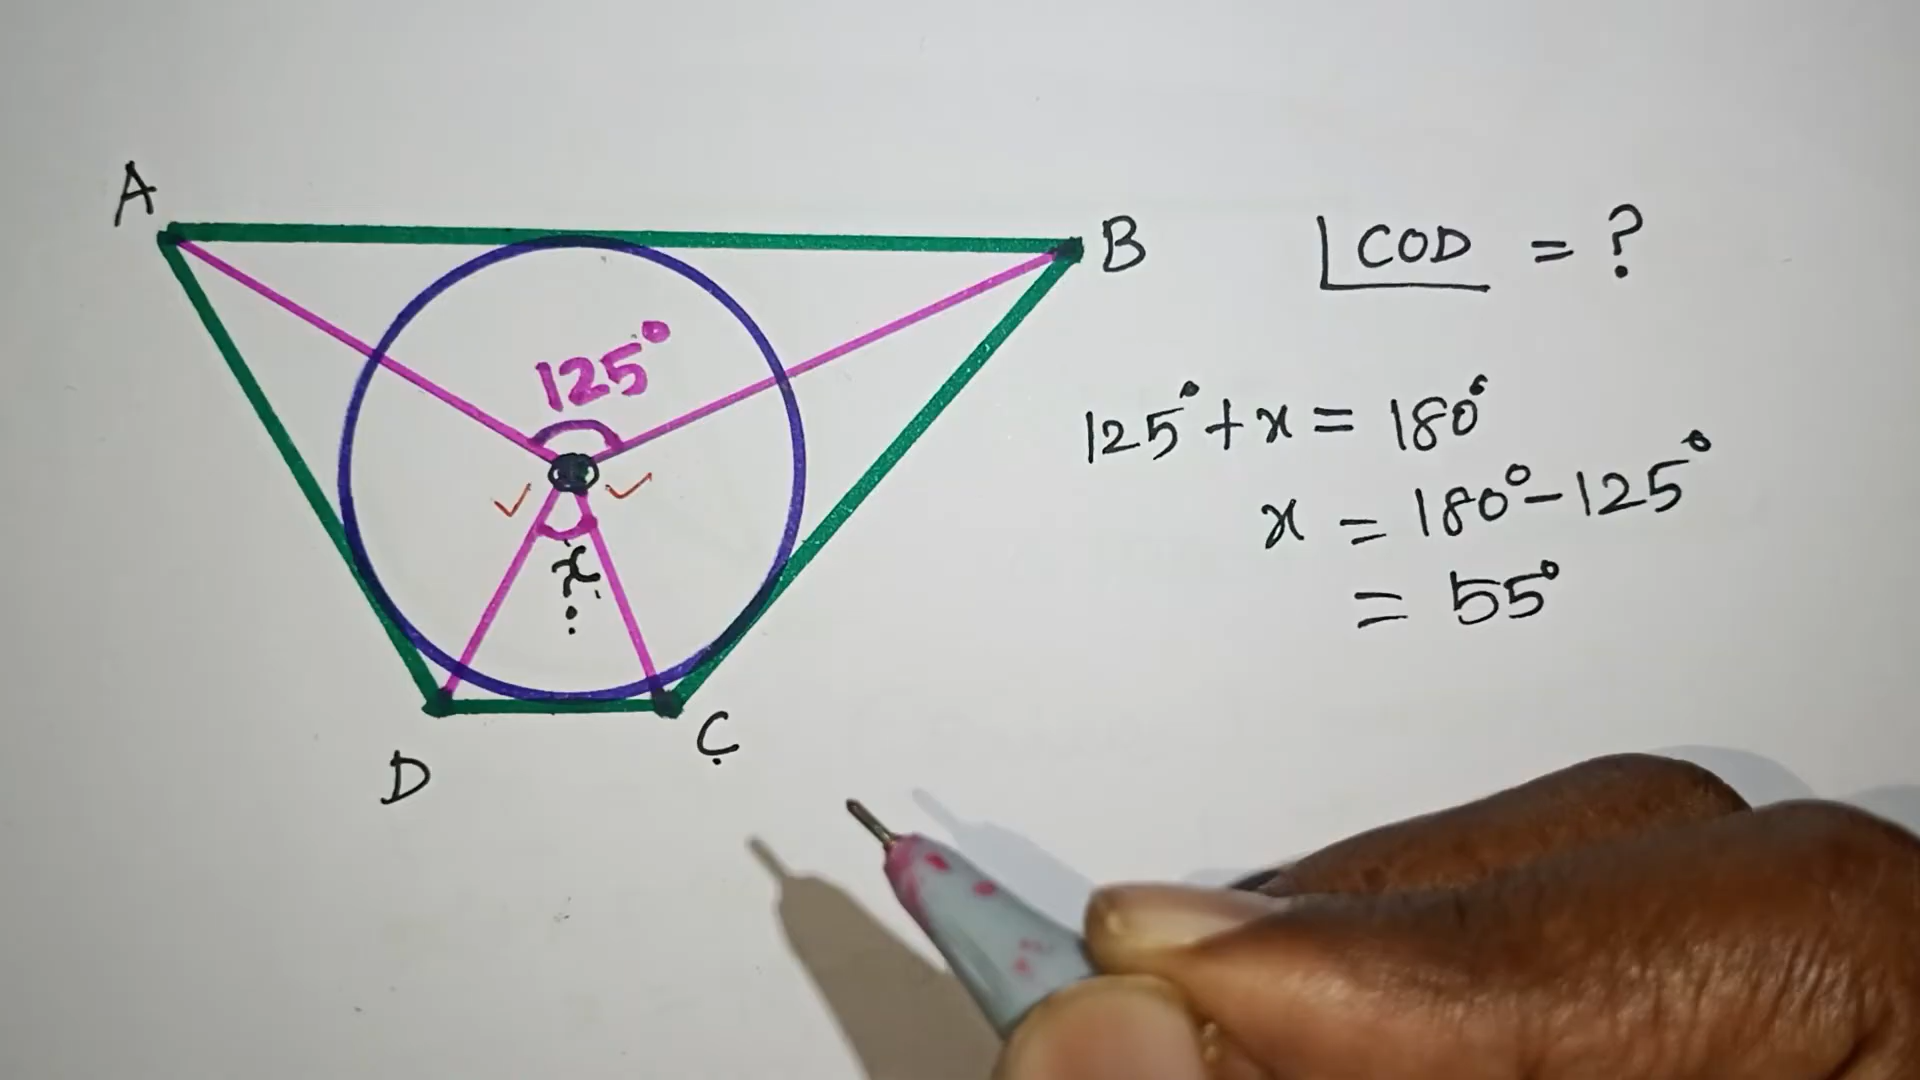 A
B
∠COD = ?
125°
125° + x = 180°
x = 180° - 125°
= 55°
x
D
C